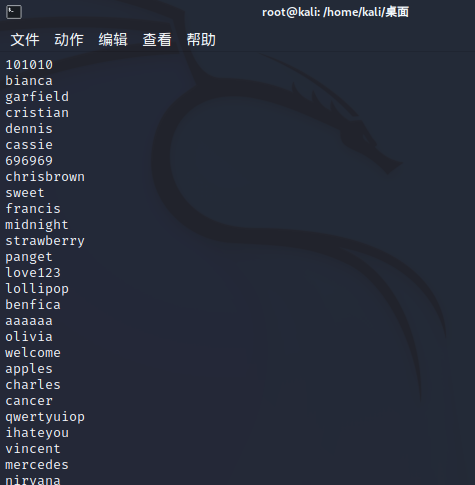 root@kali: /home/kali/桌面
文件 动作 编辑 查看 帮助
101010
bianca
garfield
cristian
dennis
cassie
696969
chrisbrown
sweet
francis
midnight
strawberry
panget
love123
lollipop
benfica
aaaaaa
olivia
welcome
apples
charles
cancer
qwertyuiop
ihateyou
vincent
mercedes
nirvana